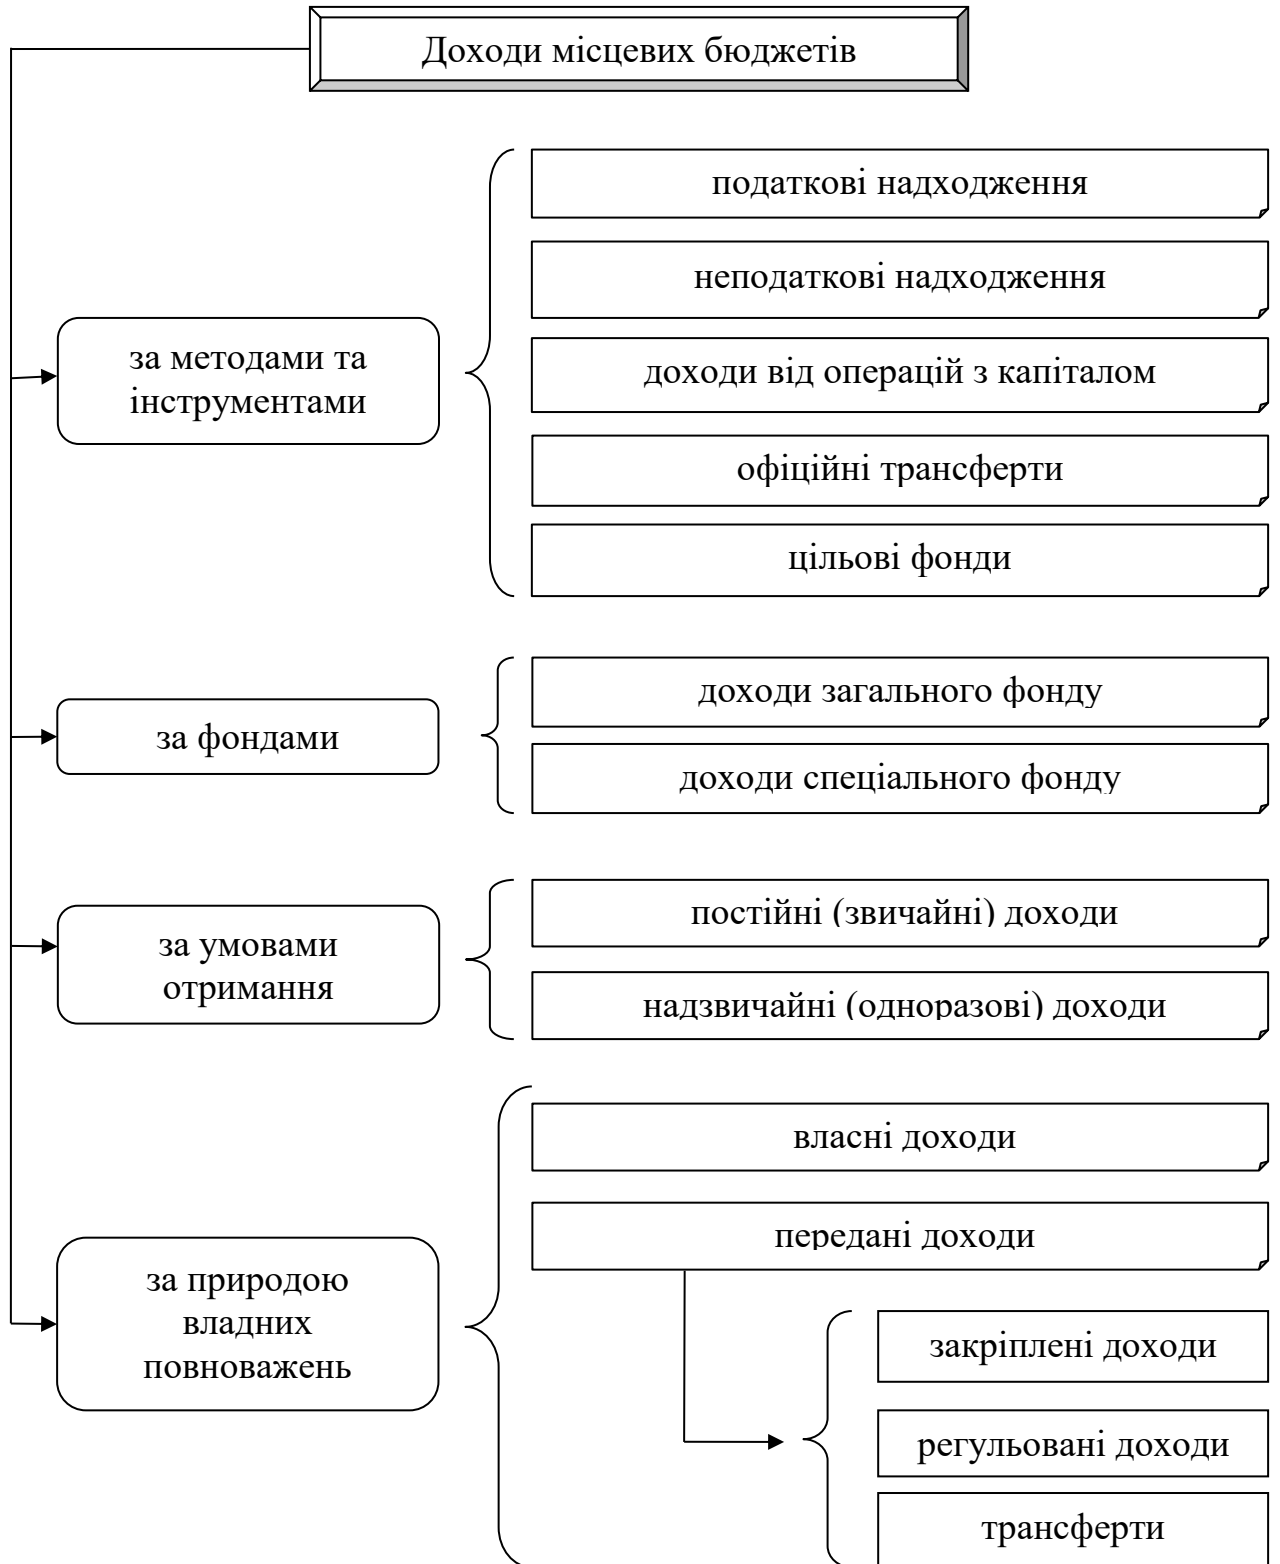 Доходи місцевих бюджетів
податкові надходження
неподаткові надходження
за методами та
інструментами
доходи від операцій з капіталом
офіційні трансферти
цільові фонди
за фондами
доходи загального фонду
доходи спеціального фонду
за умовами
отримання
постійні (звичайні) доходи
надзвичайні (одноразові) доходи
за природою
владних
повноважень
власні доходи
передані доходи
закріплені доходи
регульовані доходи
трансферти